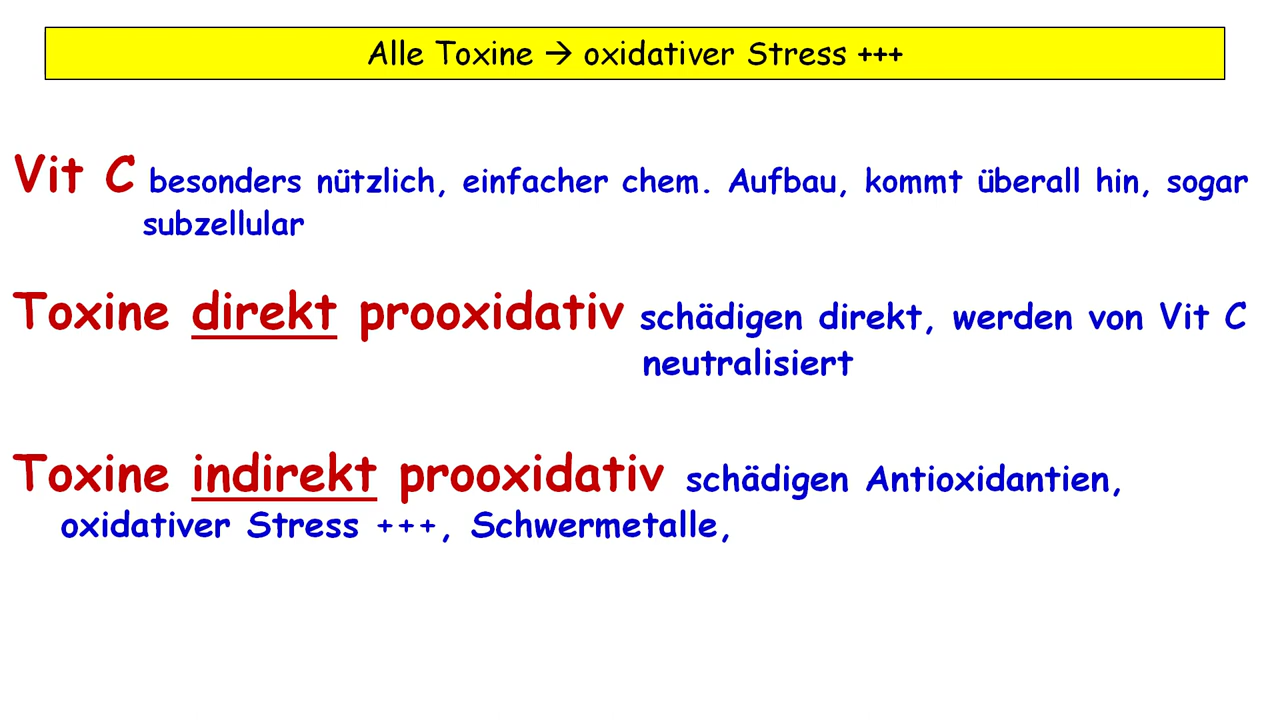 Alle Toxine → oxidativer Stress +++
Vit C besonders nützlich, einfacher chem. Aufbau, kommt überall hin, sogar
subzellular
Toxine direkt prooxidativ schädigen direkt, werden von Vit C
neutralisiert
Toxine indirekt prooxidativ schädigen Antioxidantien,
oxidativer Stress +++, Schwermetalle,